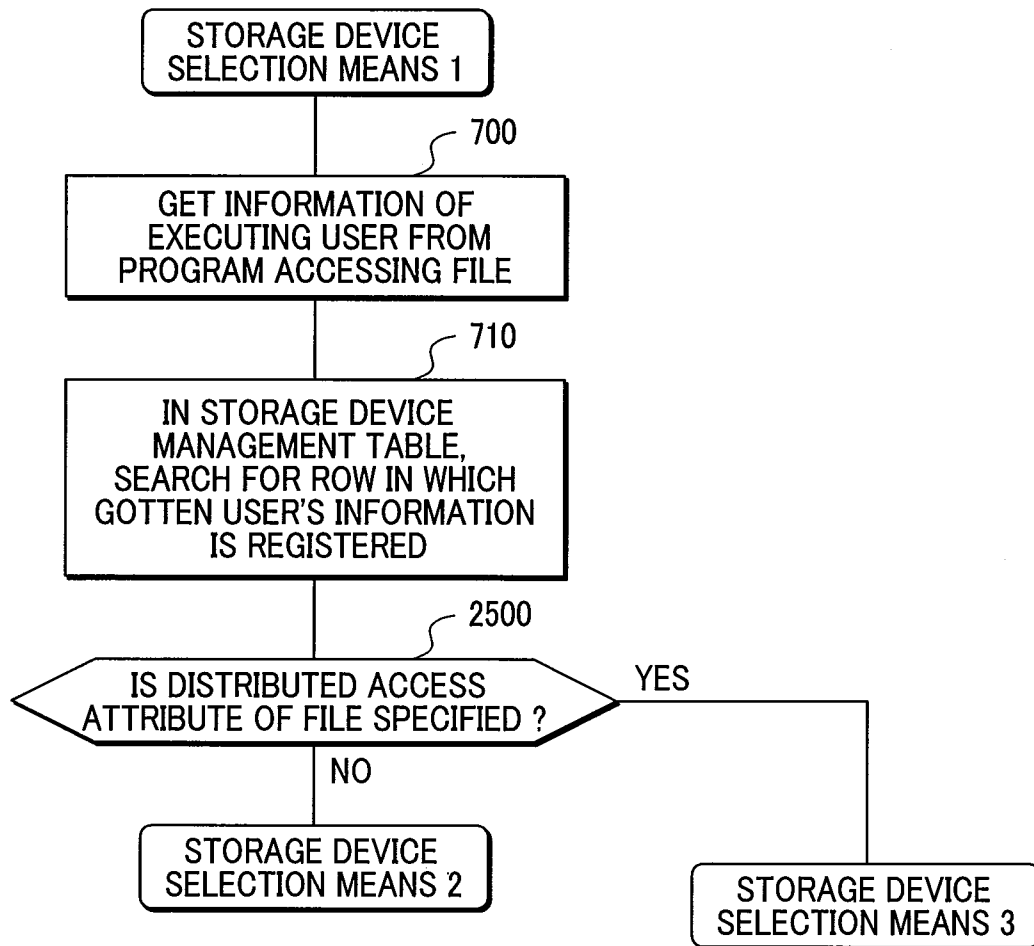 STORAGE DEVICE
SELECTION MEANS 1
700
GET INFORMATION OF
EXECUTING USER FROM
PROGRAM ACCESSING FILE
710
IN STORAGE DEVICE
MANAGEMENT TABLE,
SEARCH FOR ROW IN WHICH
GOTTEN USER'S INFORMATION
IS REGISTERED
2500
IS DISTRIBUTED ACCESS
ATTRIBUTE OF FILE SPECIFIED ?
YES
NO
STORAGE DEVICE
SELECTION MEANS 2
STORAGE DEVICE
SELECTION MEANS 3